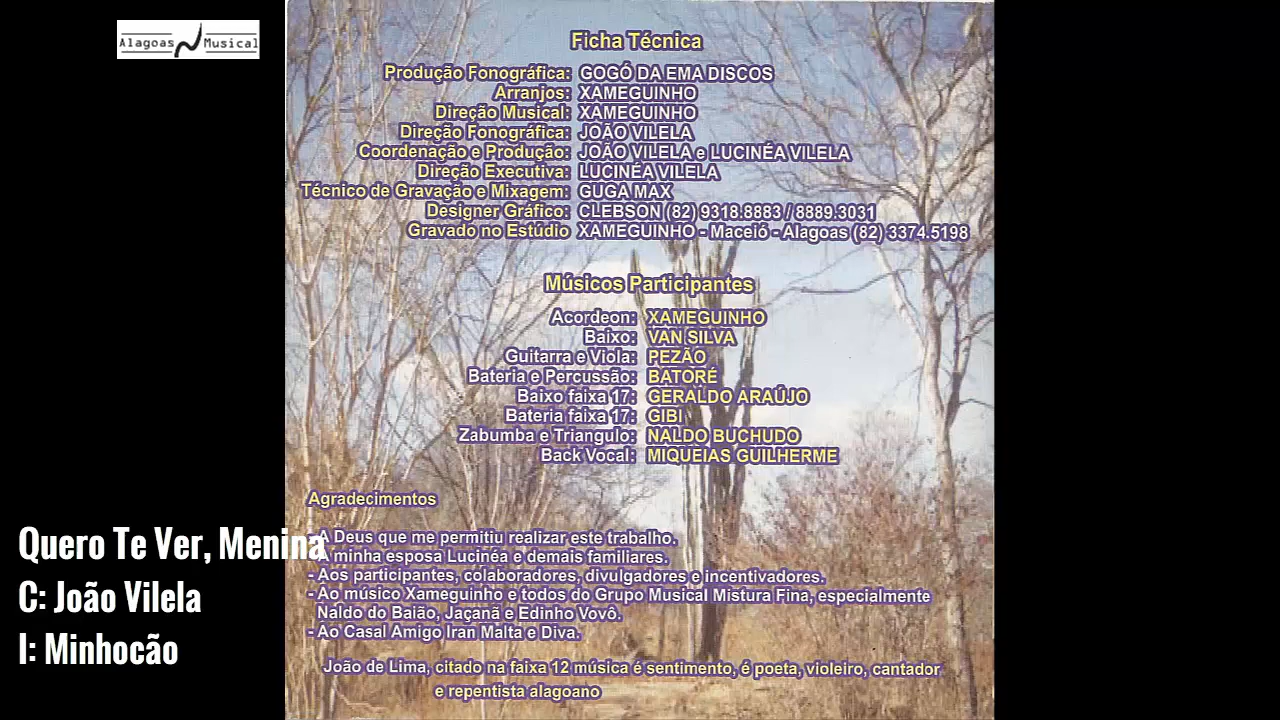 Alagoas Musical
Ficha Técnica
Produção Fonográfica: GOGÓ DA EMA DISCOS
Arranjos: XAMEGUINHO
Direção Musical: XAMEGUINHO
Direção Fonográfica: JOÃO VILELA
Coordenação e Produção: JOÃO VILELA e LUCINÉA VILELA
Direção Executiva: LUCINÉA VILELA
Técnico de Gravação e Mixagem: GUGA MAX
Designer Gráfico: CLEBSON (82) 9318.8883 / 8889.3031
Gravado no Estúdio XAMEGUINHO - Maceió - Alagoas (82) 3374.5198
Músicos Participantes
Acordeon: XAMEGUINHO
Baixo: VAN SILVA
Guitarra e Viola: PEZÃO
Bateria e Percussão: BATORÉ
Baixo faixa 17: GERALDO ARAÚJO
Bateria faixa 17: GIBI
Zabumba e Triangulo: NALDO BUCHUDO
Back Vocal: MIQUEIAS GUILHERME
Agradecimentos
- A Deus que me permitiu realizar este trabalho.
- A minha esposa Lucinéa e demais familiares.
- Aos participantes, colaboradores, divulgadores e incentivadores.
- Ao músico Xameguinho e todos do Grupo Musical Mistura Fina, especialmente
Naldo do Baião, Jaçanã e Edinho Vovô.
- Ao Casal Amigo Iran Malta e Diva.
João de Lima, citado na faixa 12 música é sentimento, é poeta, violeiro, cantador
e repentista alagoano
Quero Te Ver, Menina
C: João Vilela
I: Minhocão